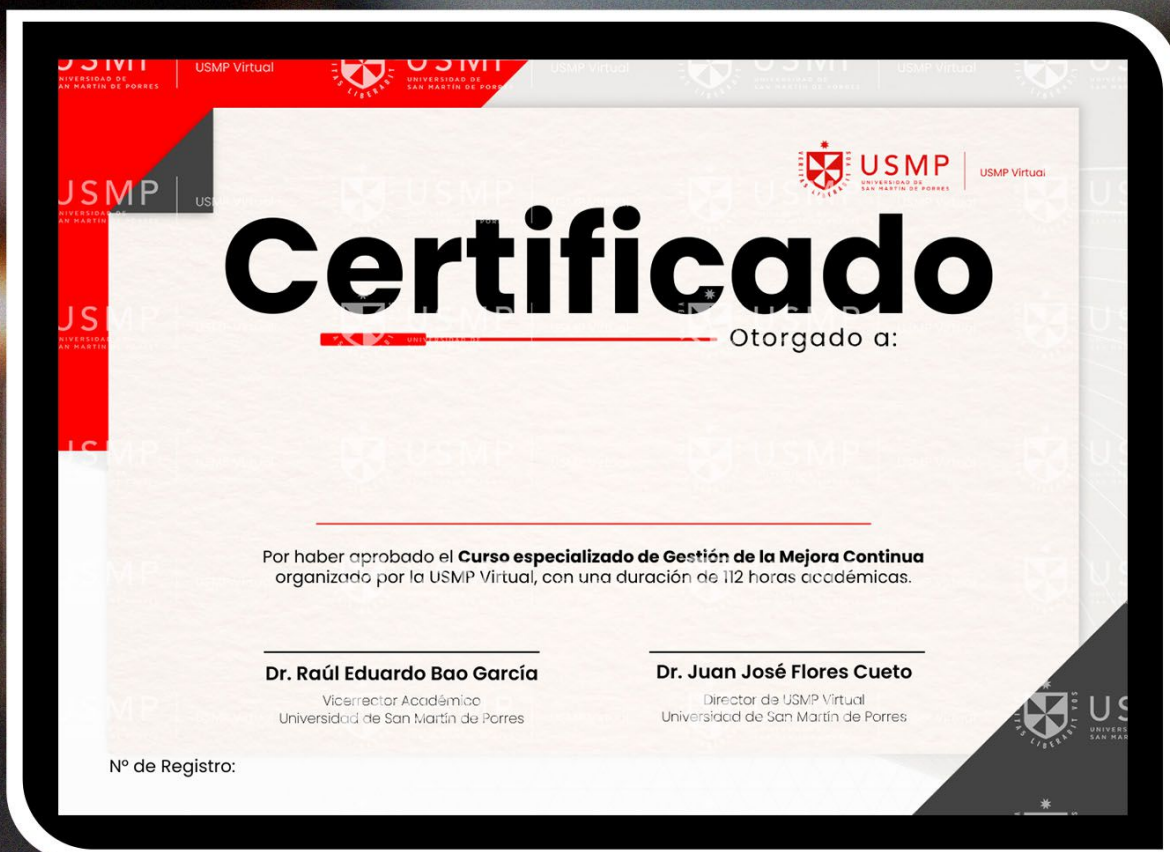 USMP
UNIVERSIDAD DE
SAN MARTIN DE PORRES
USMP Virtual
Certificado
Otorgado a:
Por haber aprobado el Curso especializado de Gestión de la Mejora Continua
organizado por la USMP Virtual, con una duración de 112 horas académicas.
Dr. Raúl Eduardo Bao García
Vicerrector Académico
Universidad de San Martín de Porres
Dr. Juan José Flores Cueto
Director de USMP Virtual
Universidad de San Martín de Porres
Nº de Registro: